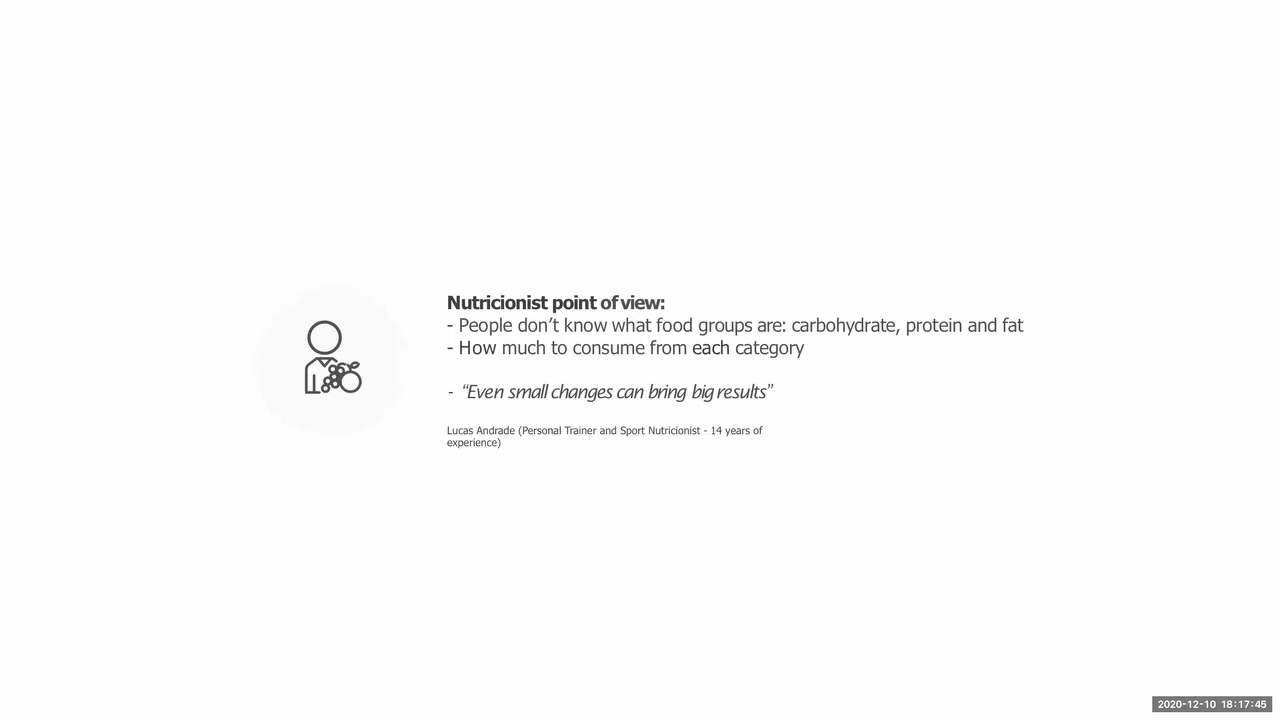 Nutricionist point of view:
- People don’t know what food groups are: carbohydrate, protein and fat
- How much to consume from each category
- “Even small changes can bring big results”
Lucas Andrade (Personal Trainer and Sport Nutricionist - 14 years of
experience)
2020-12-10 18:17:45